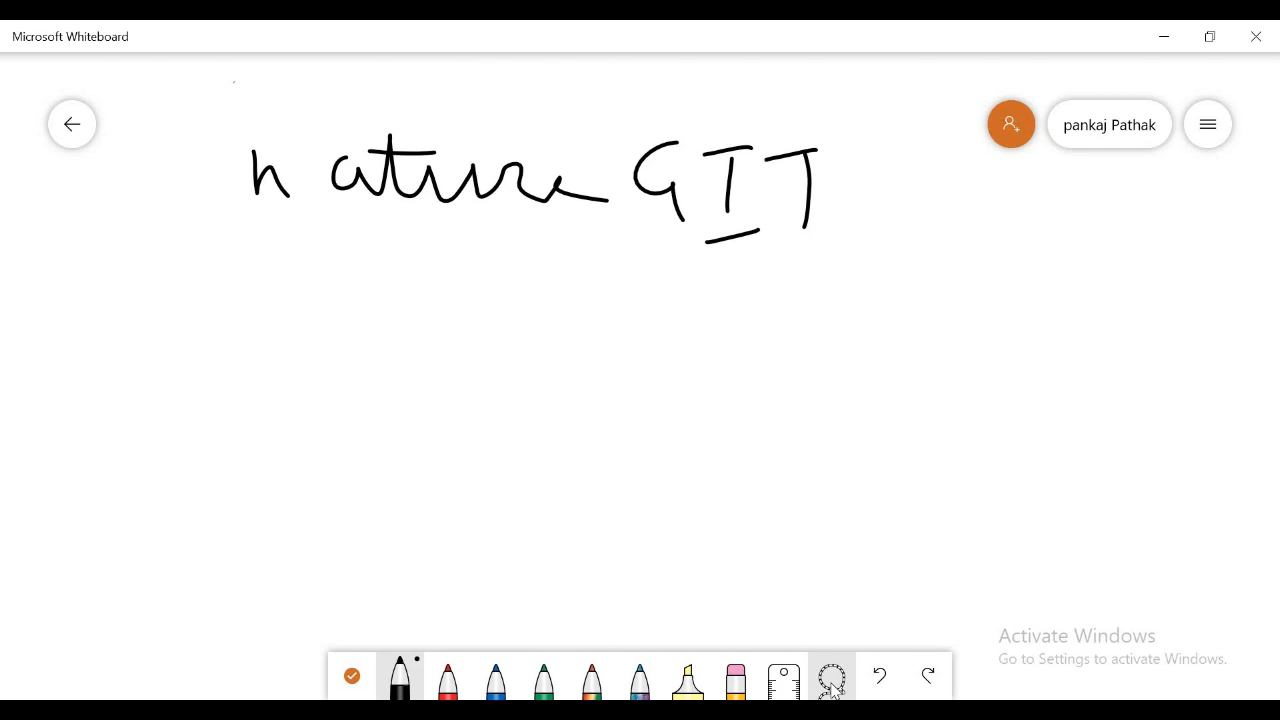 Microsoft Whiteboard
pankaj Pathak
nature GIT
Activate Windows
Go to Settings to activate Windows.